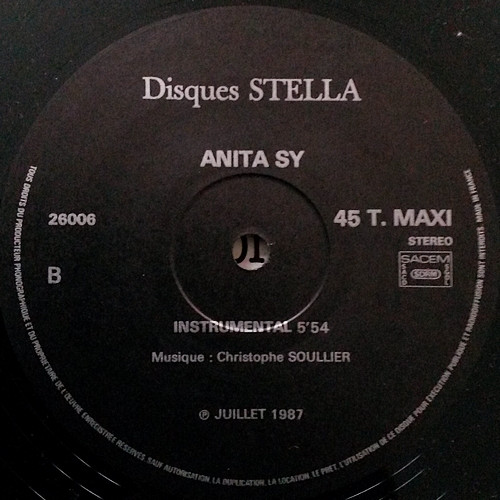 Disques STELLA
ANITA SY
26006
45 T. MAXI
STEREO
B
SACEM
SDRM
INSTRUMENTAL 5'54
Musique : Christophe SOULLIER
℗ JUILLET 1987
TOUS DROITS DU PRODUCTEUR PHONOGRAPHIQUE ET DU PROPRIETAIRE DE L'ŒUVRE ENREGISTREE RESERVES. SAUF AUTORISATION, LA DUPLICATION, LA LOCATION, LE PRET, L'UTILISATION DE CE DISQUE POUR EXECUTION PUBLIQUE ET RADIODIFFUSION SONT INTERDITS. MADE IN FRANCE